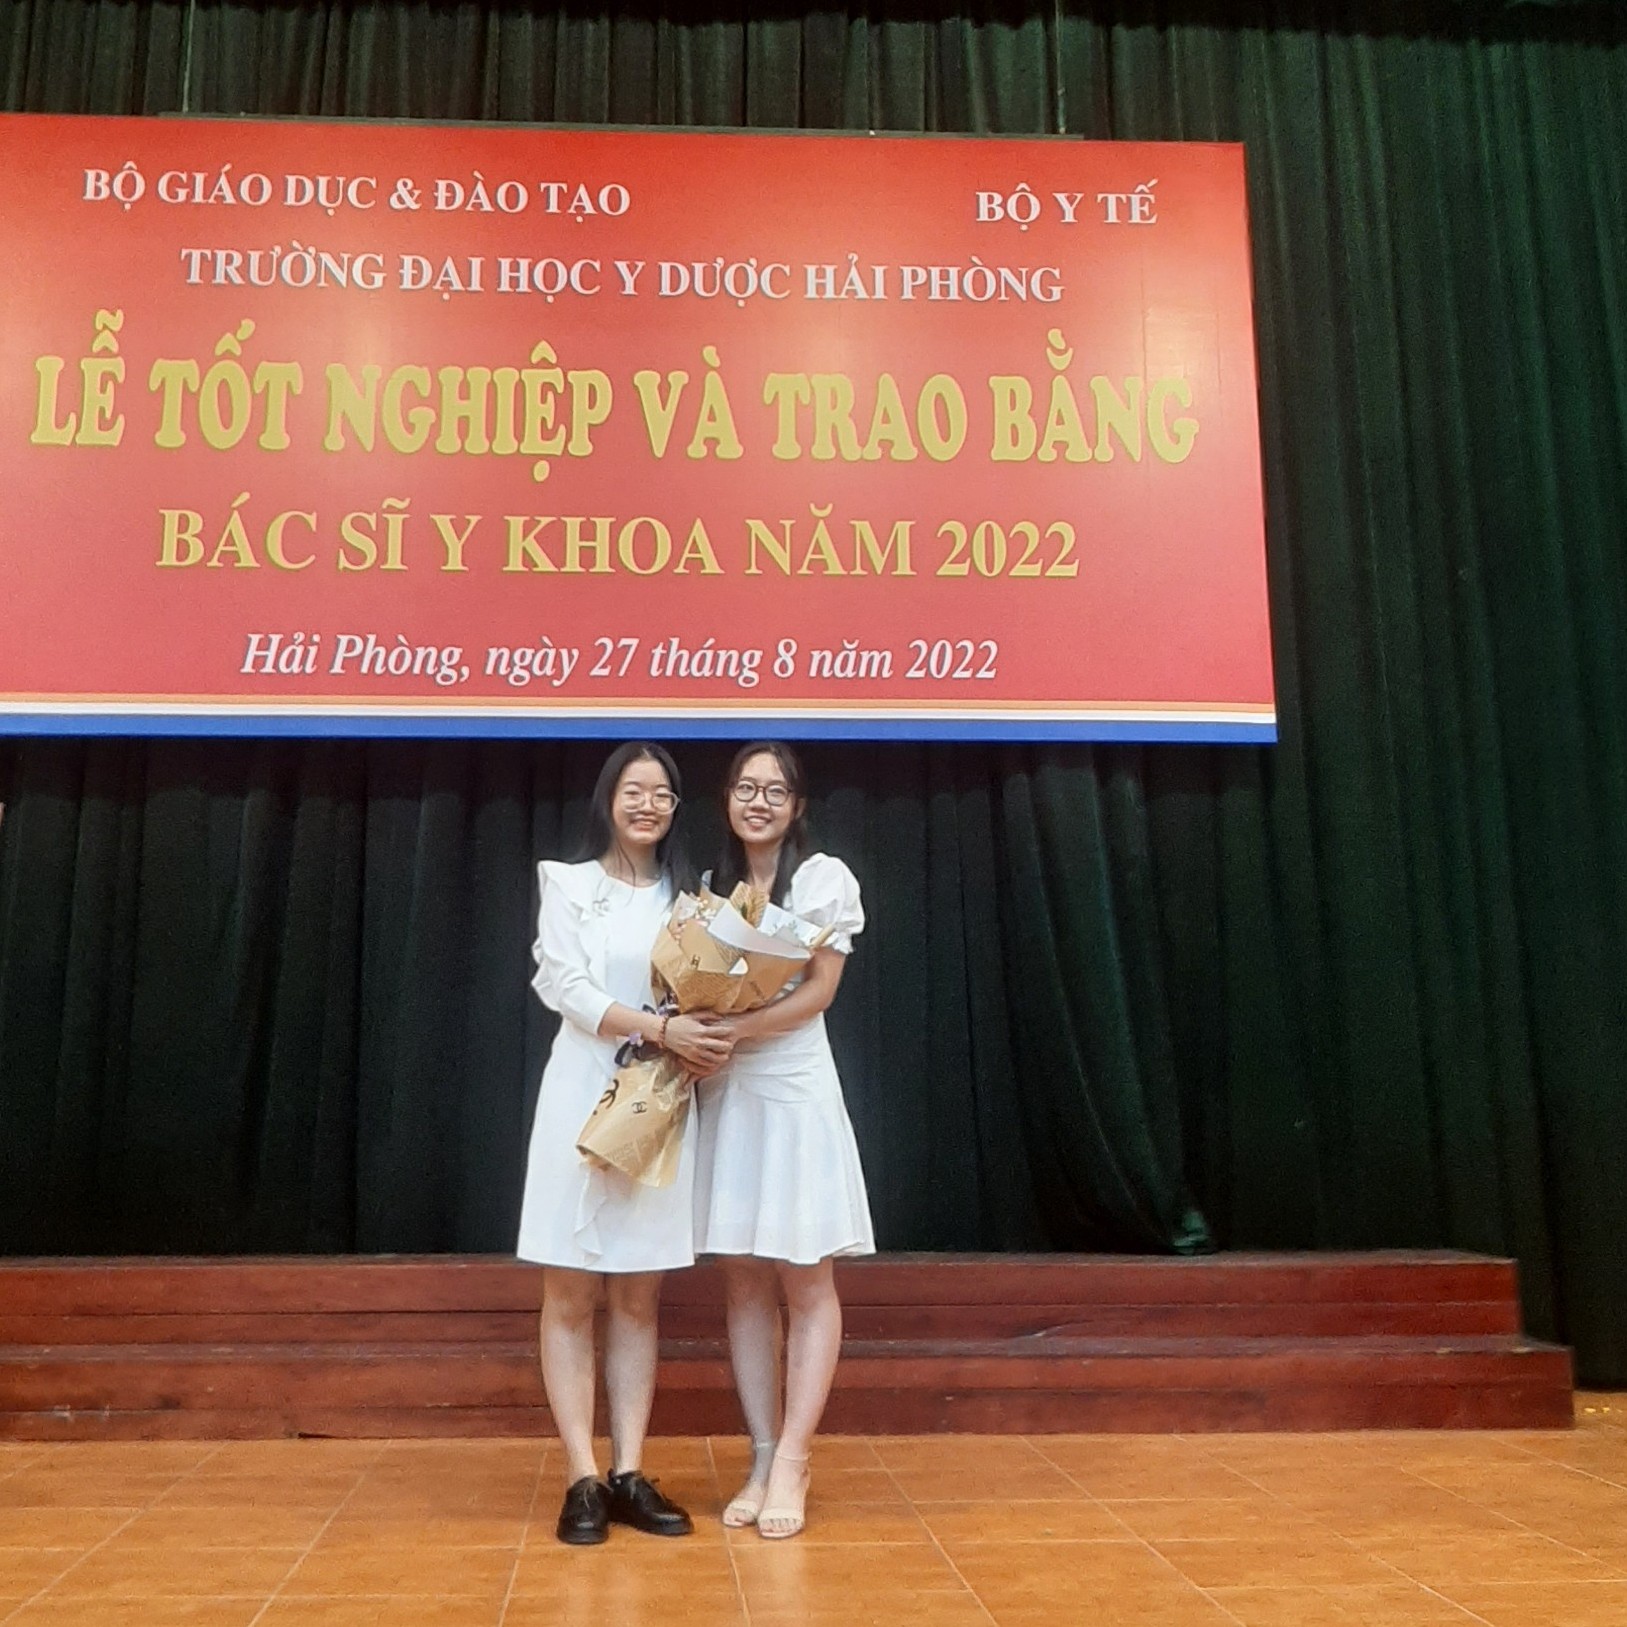 BỘ GIÁO DỤC & ĐÀO TẠO BỘ Y TẾ
TRƯỜNG ĐẠI HỌC Y DƯỢC HẢI PHÒNG
LỄ TỐT NGHIỆP VÀ TRAO BẰNG
BÁC SĨ Y KHOA NĂM 2022
Hải Phòng, ngày 27 tháng 8 năm 2022